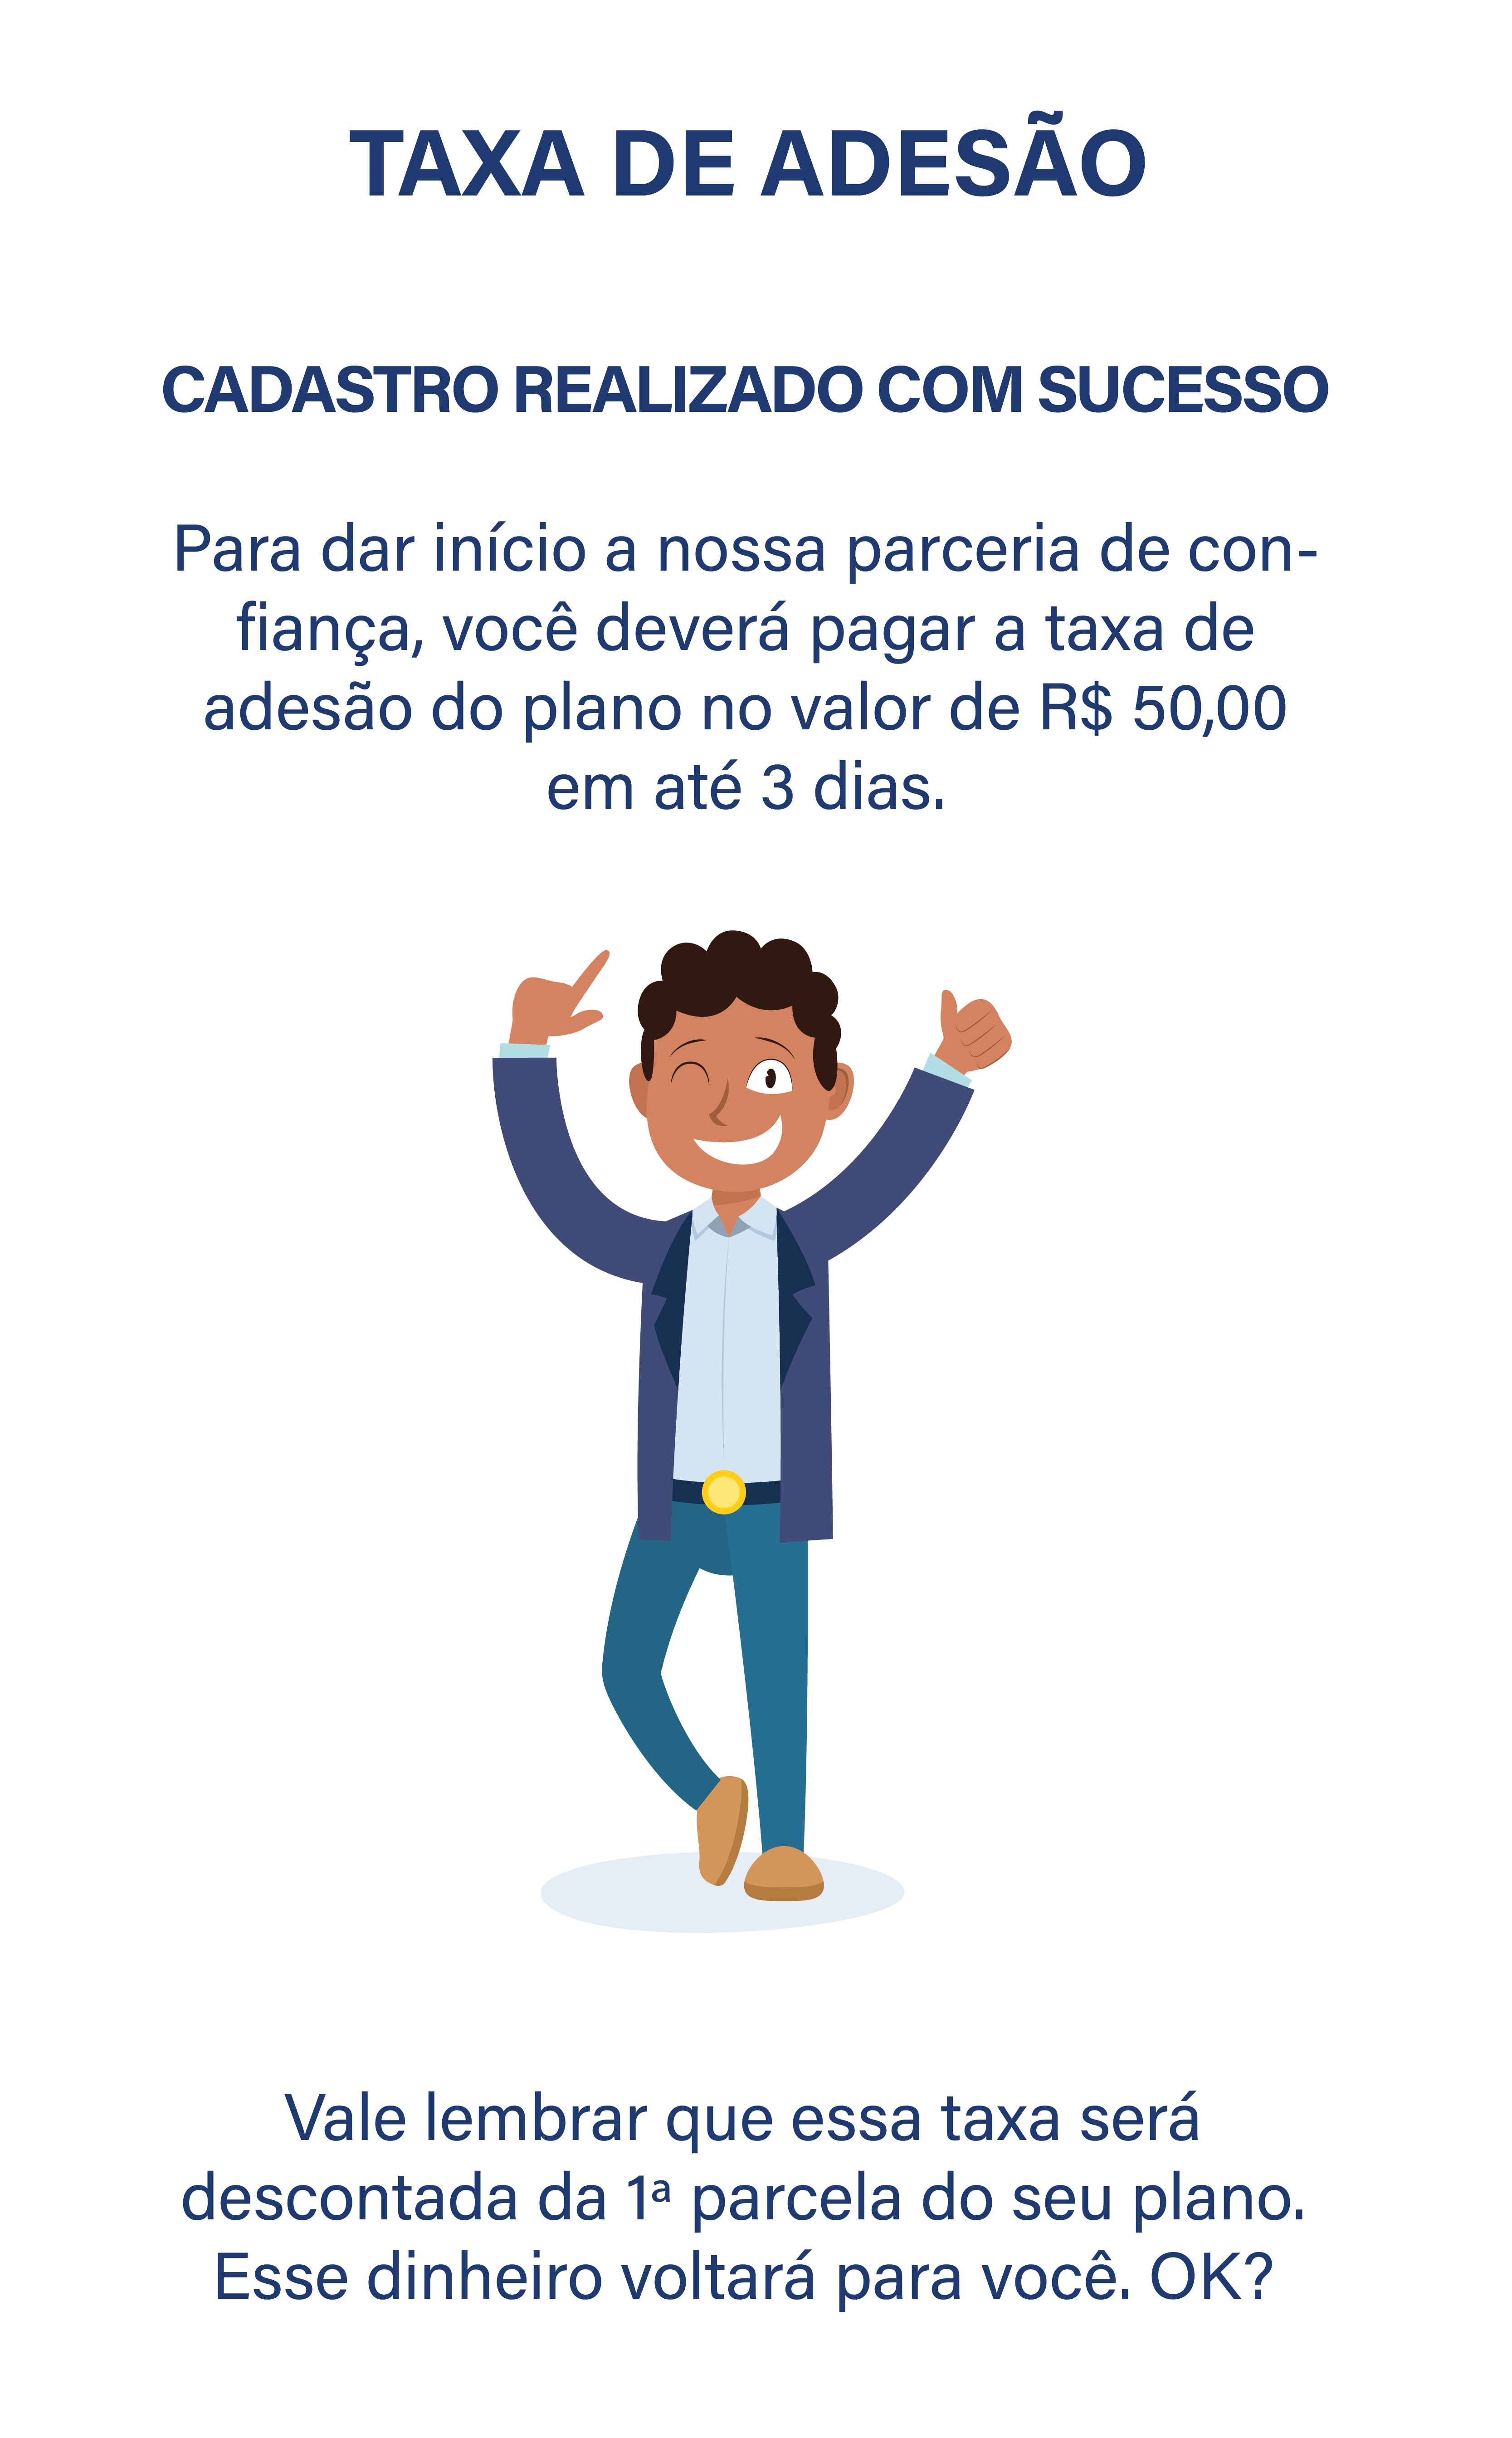 TAXA DE ADESÃO
CADASTRO REALIZADO COM SUCESSO
Para dar início a nossa parceria de con-
fiança, você deverá pagar a taxa de
adesão do plano no valor de R$ 50,00
em até 3 dias.
Vale lembrar que essa taxa será
descontada da 1ª parcela do seu plano.
Esse dinheiro voltará para você. OK?